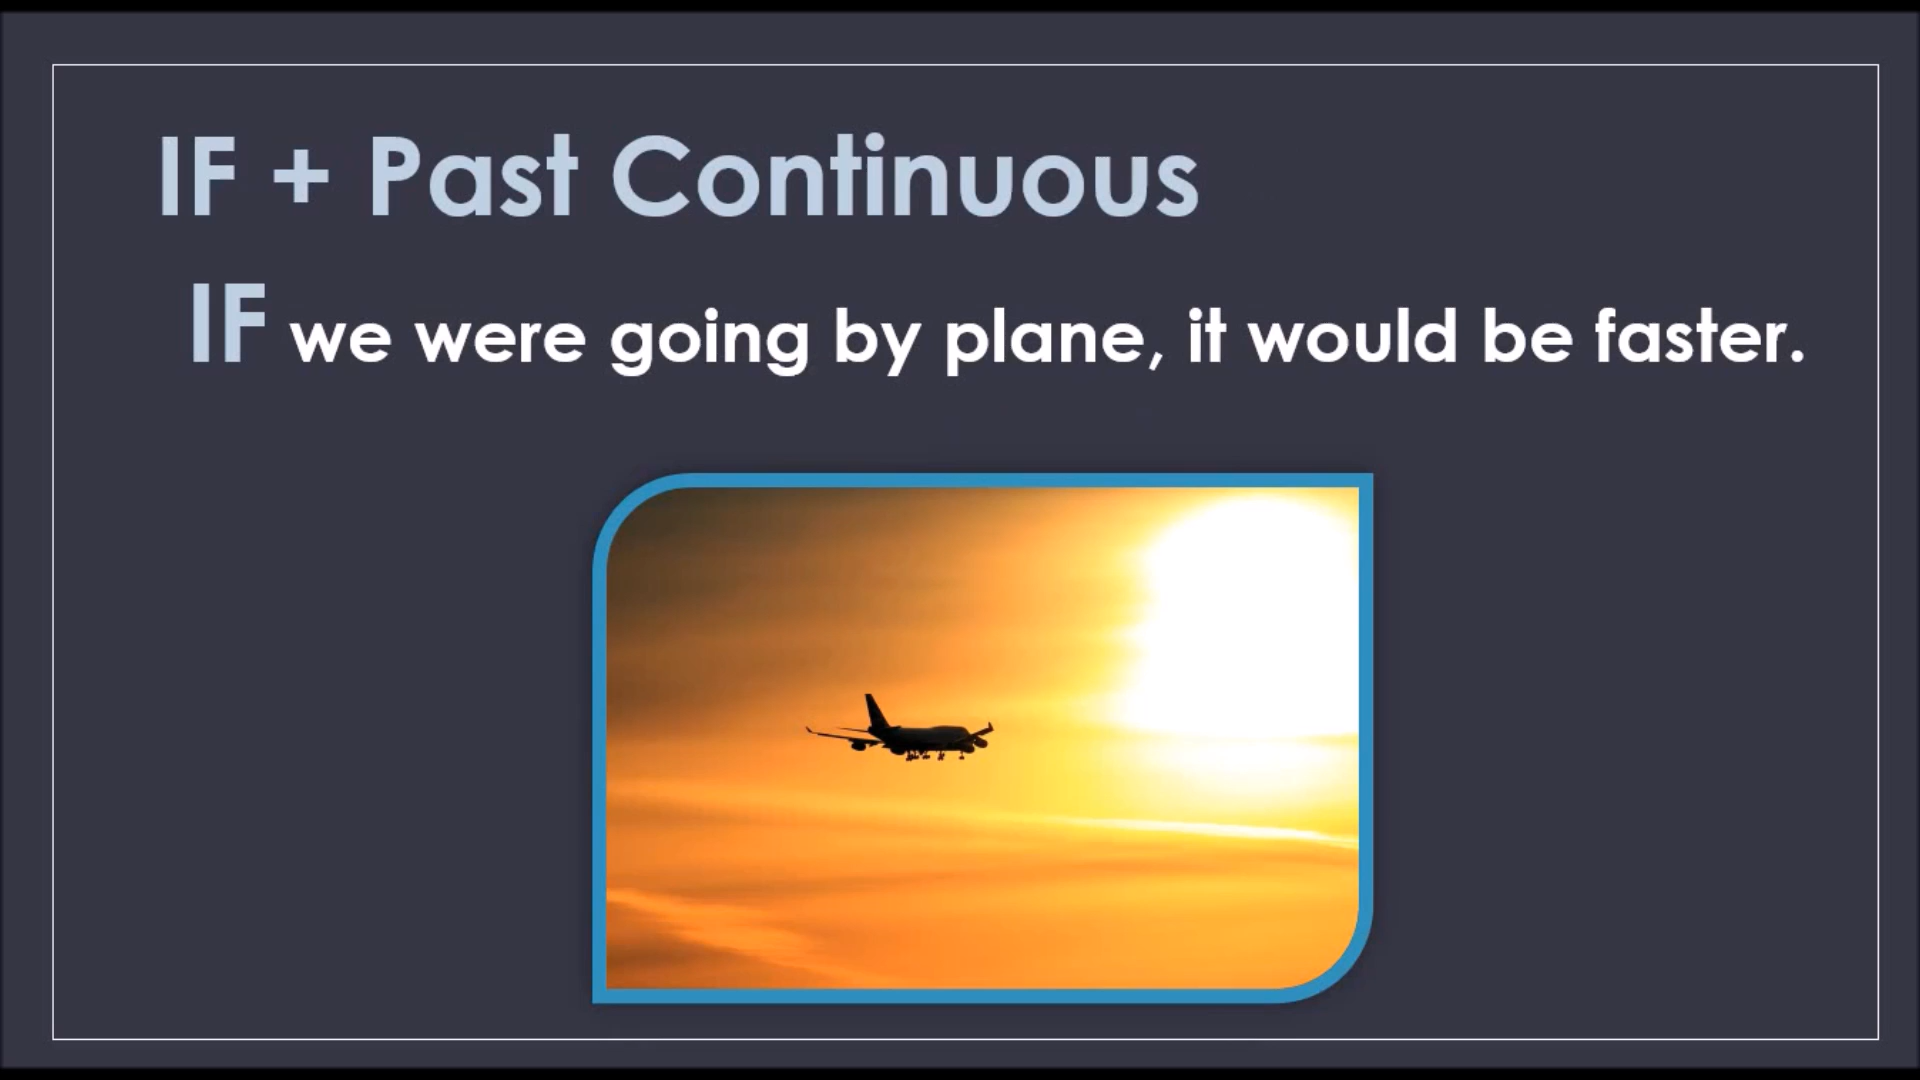 IF + Past Continuous
IF we were going by plane, it would be faster.